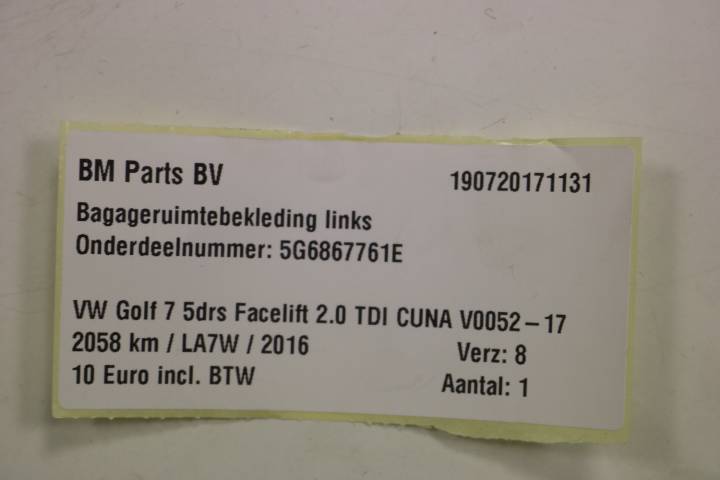 BM Parts BV 190720171131
Bagageruimtebekleding links
Onderdeelnummer: 5G6867761E
VW Golf 7 5drs Facelift 2.0 TDI CUNA V0052-17
2058 km / LA7W / 2016 Verz: 8
10 Euro incl. BTW Aantal: 1